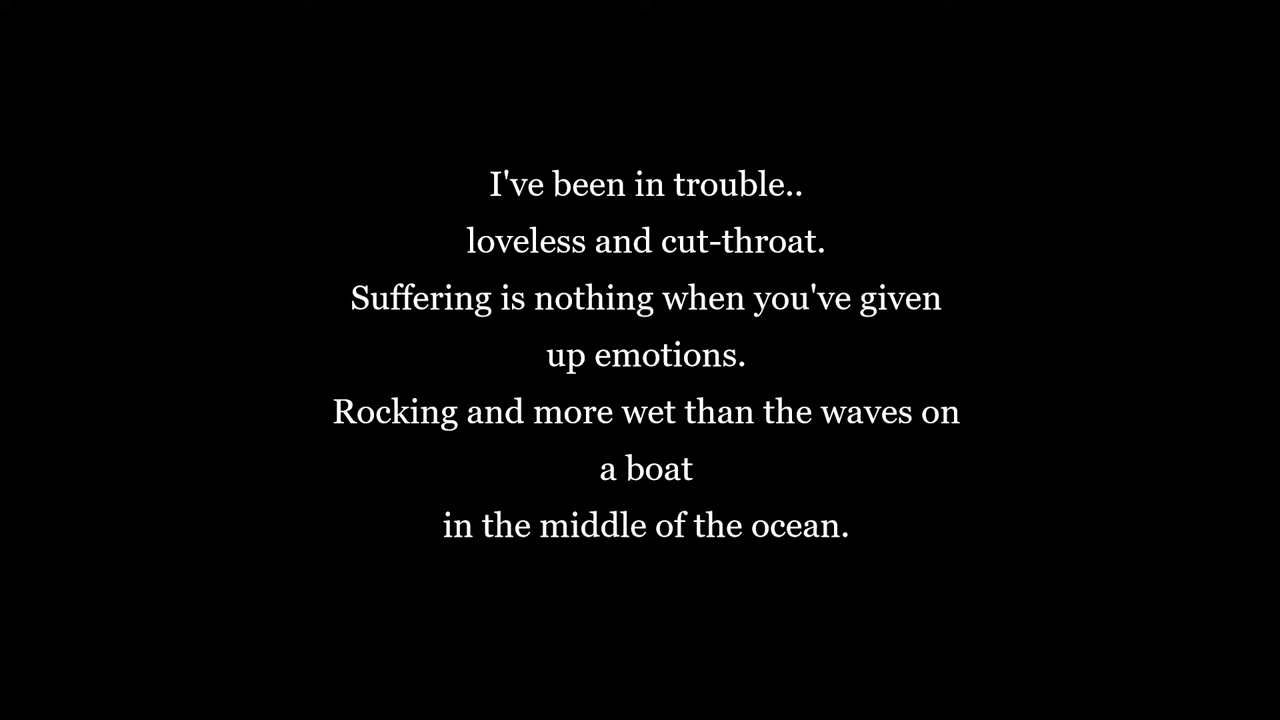 I've been in trouble..
loveless and cut-throat.
Suffering is nothing when you've given
up emotions.
Rocking and more wet than the waves on
a boat
in the middle of the ocean.